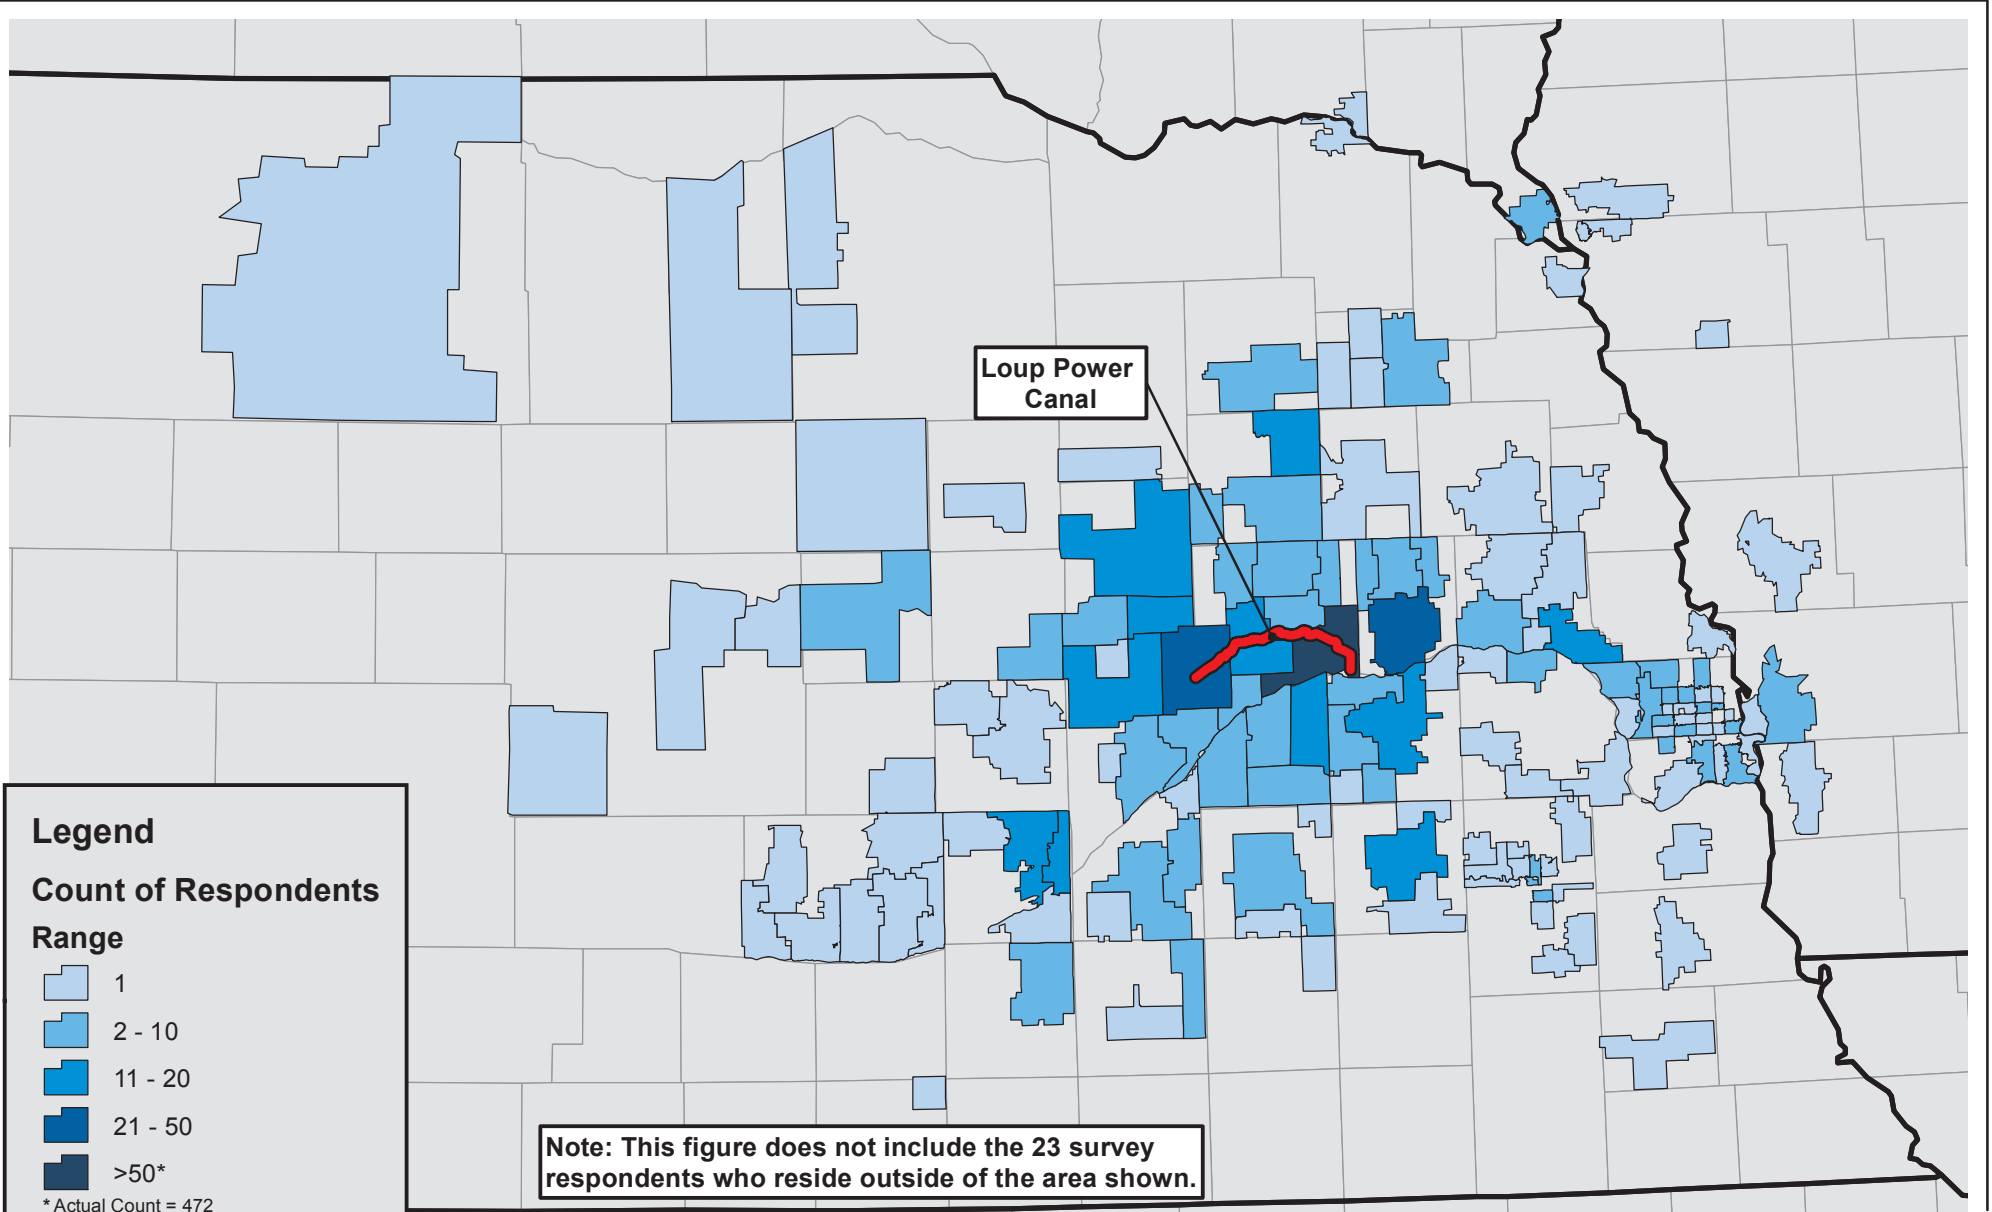 Loup Power
Canal
Legend
Count of Respondents
Range
1
2 - 10
11 - 20
21 - 50
>50*
* Actual Count = 472
Note: This figure does not include the 23 survey
respondents who reside outside of the area shown.